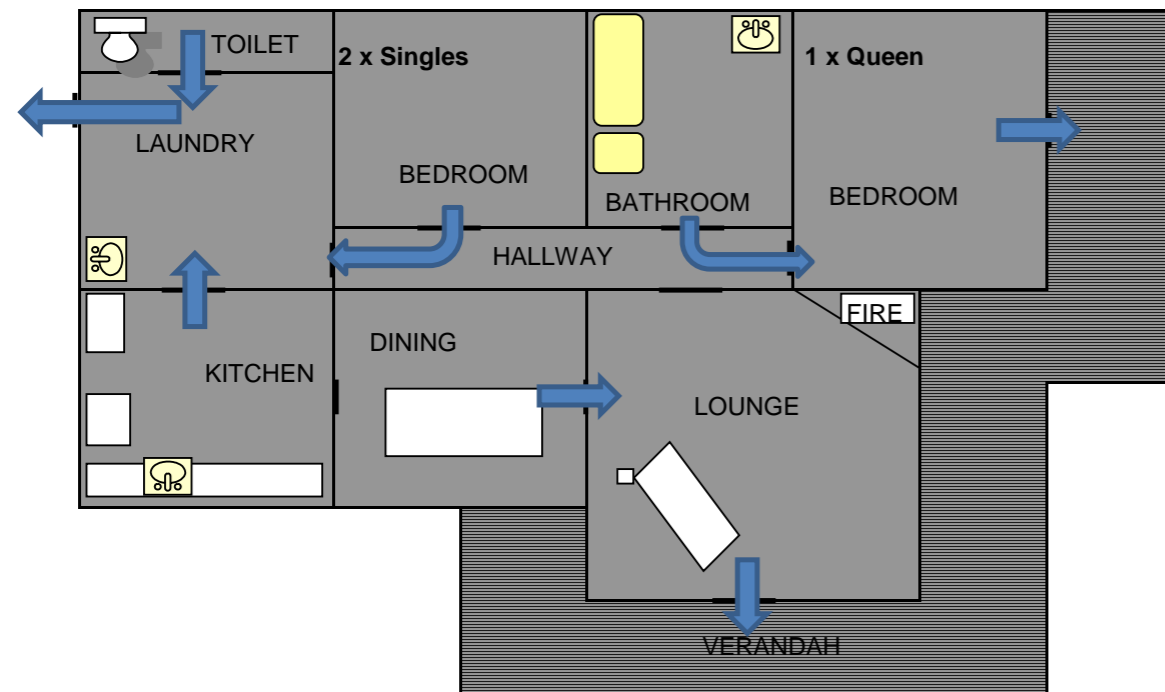 TOILET
2 x Singles
1 x Queen
LAUNDRY
BEDROOM
BATHROOM
BEDROOM
HALLWAY
FIRE
DINING
KITCHEN
LOUNGE
VERANDAH